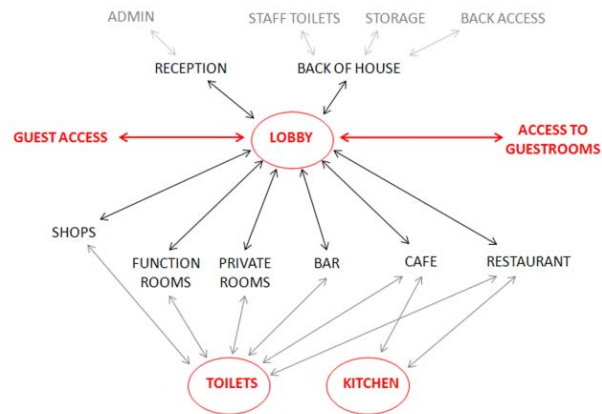 ADMIN
STAFF TOILETS
STORAGE
BACK ACCESS
RECEPTION
BACK OF HOUSE
GUEST ACCESS
LOBBY
ACCESS TO
GUESTROOMS
SHOPS
FUNCTION
ROOMS
PRIVATE
ROOMS
BAR
CAFE
RESTAURANT
TOILETS
KITCHEN